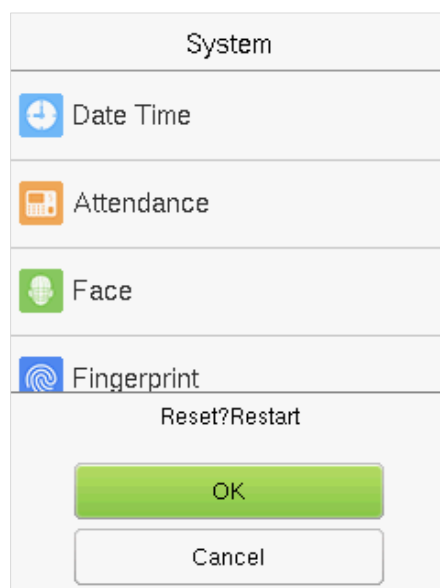 System
Date Time
Attendance
Face
Fingerprint
Reset?Restart
OK
Cancel